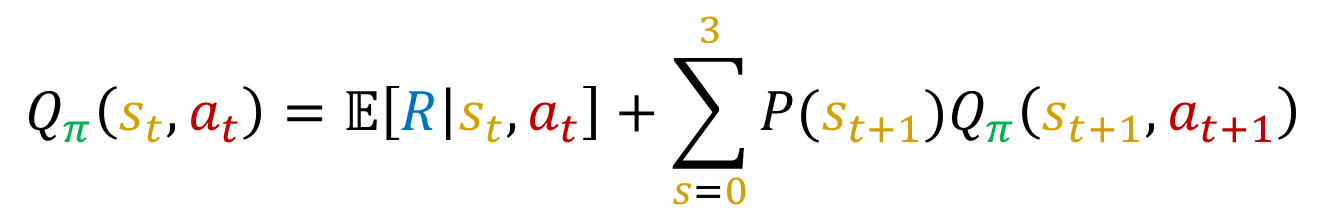 Q_π(s_t, a_t) = 𝔼[R|s_t, a_t] + ∑_{s=0}^{3} P(s_{t+1})Q_π(s_{t+1}, a_{t+1})